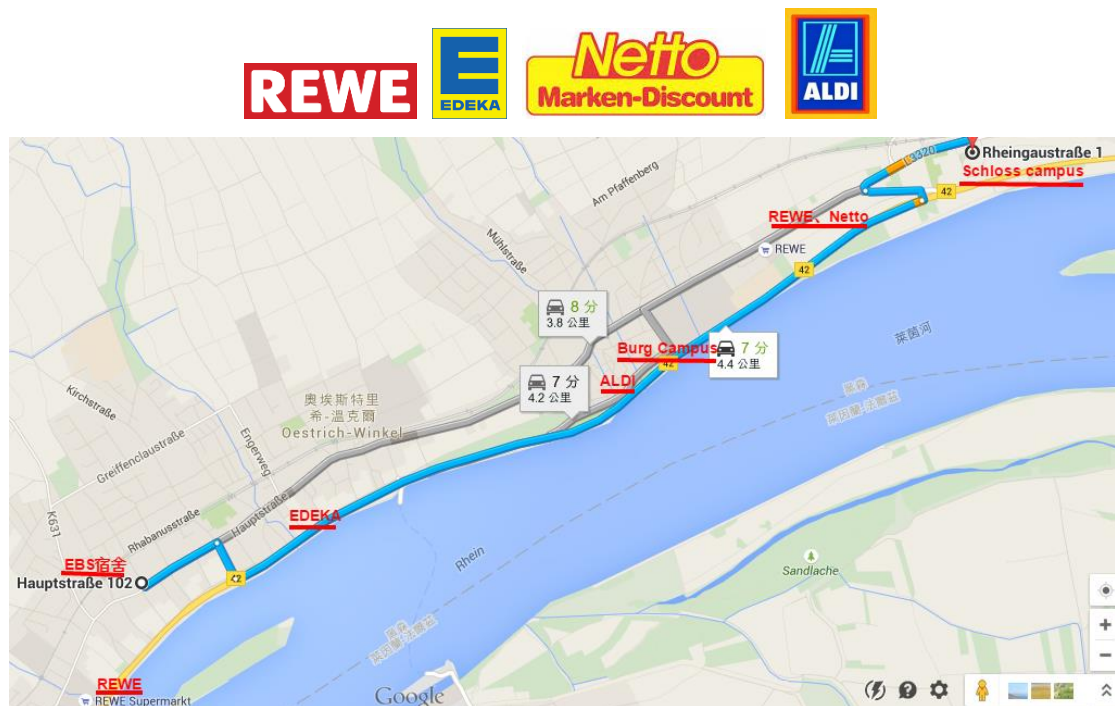 REWE
E
EDEKA
Netto
Marken-Discount
ALDI
L3320
Rheingaustraße 1
Schloss campus
Am Pfaffenberg
42
REWE、Netto
Mühlstraße
REWE
42
8 分
3.8 公里
Burg Campus
7 分
4.4 公里
42
萊茵河
7 分
4.2 公里
ALDI
Kirchstraße
奧埃斯特里
希-溫克爾
Oestrich-Winkel
Greiffenclaustraße
Engerweg
K631
Hauptstraße
EDEKA
Rhabanusstraße
Rhein
EBS宿舍
Hauptstraße 102
42
Sandlache
REWE
REWE Supermarkt
Google